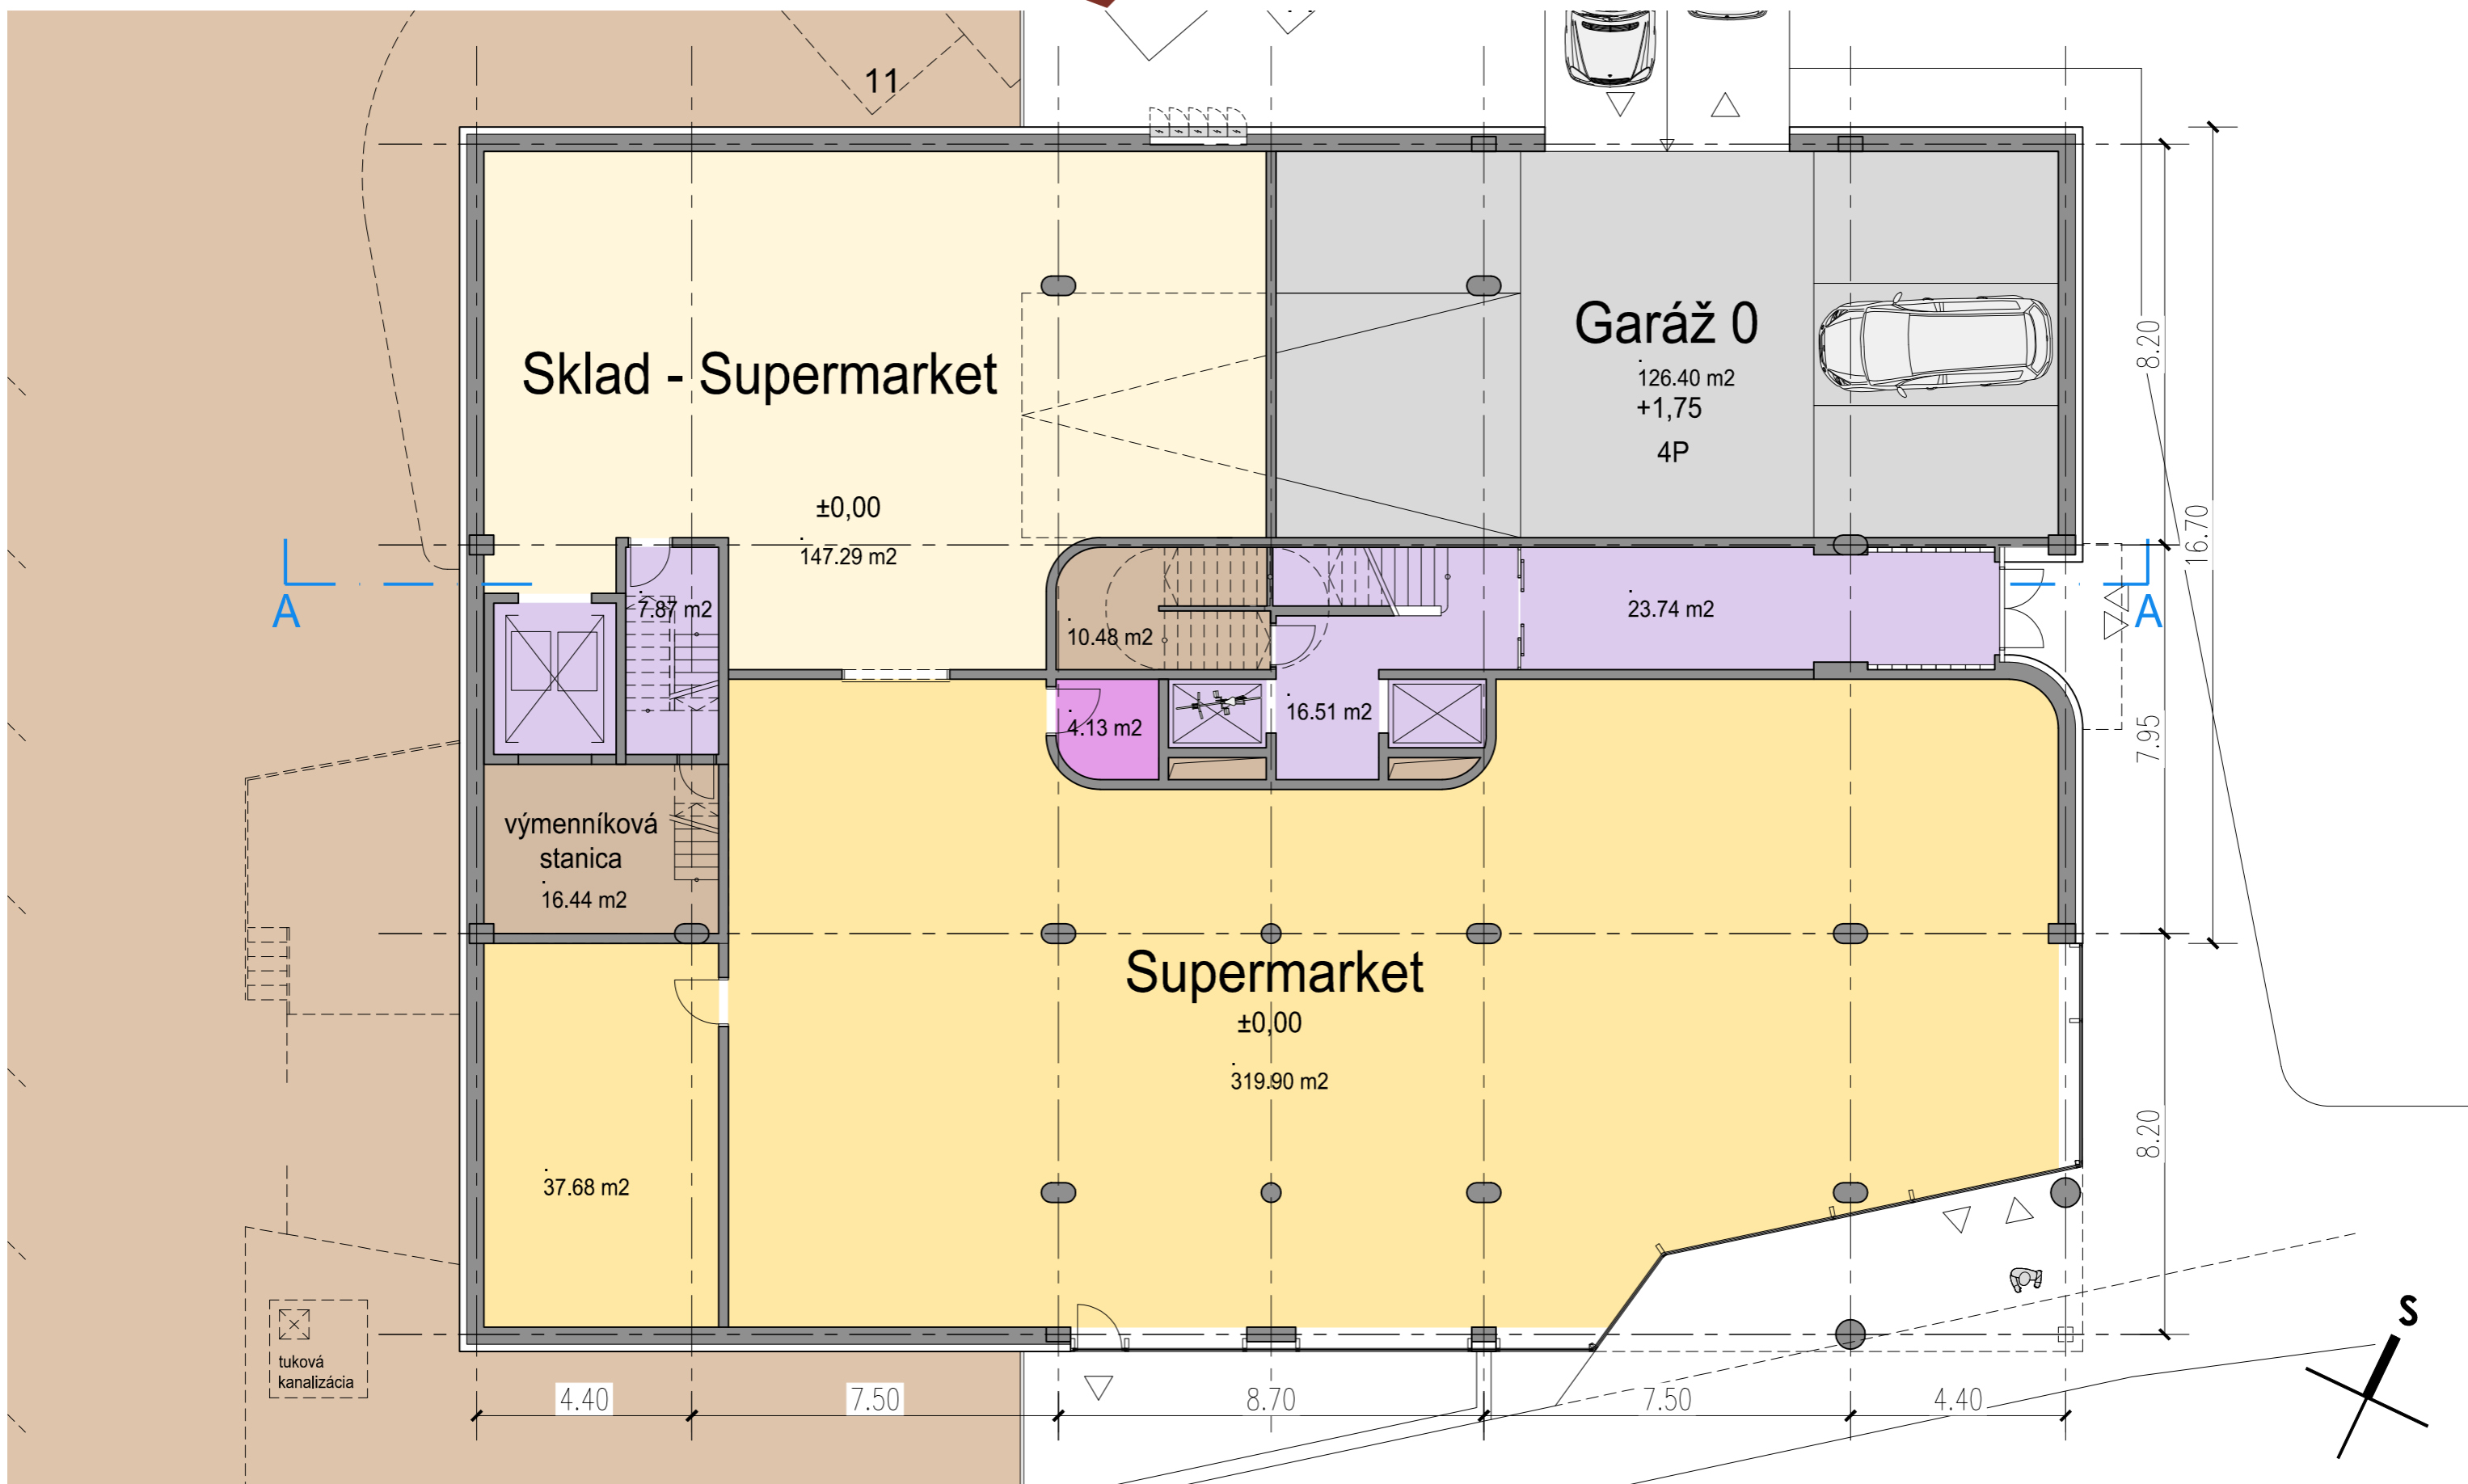 11
Sklad - Supermarket
±0,00
147.29 m2
Garáž 0
126.40 m2
+1,75
4P
8.20
16.70
A
A
7.87 m2
10.48 m2
23.74 m2
4.13 m2
16.51 m2
7.95
výmenníková
stanica
16.44 m2
Supermarket
±0,00
319.90 m2
37.68 m2
8.20
tuková
kanalizácia
S
4.40
7.50
8.70
7.50
4.40